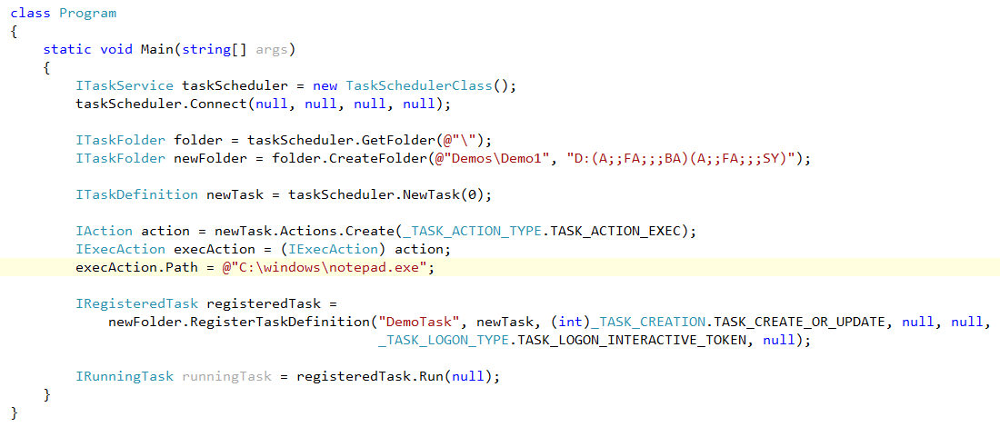 class Program
{
static void Main(string[] args)
{
ITaskService taskScheduler = new TaskSchedulerClass();
taskScheduler.Connect(null, null, null, null);
ITaskFolder folder = taskScheduler.GetFolder(@"\");
ITaskFolder newFolder = folder.CreateFolder(@"Demos\Demo1", "D:(A;;FA;;;BA)(A;;FA;;;SY)");
ITaskDefinition newTask = taskScheduler.NewTask(0);
IAction action = newTask.Actions.Create(_TASK_ACTION_TYPE.TASK_ACTION_EXEC);
IExecAction execAction = (IExecAction) action;
execAction.Path = @"C:\windows\notepad.exe";
IRegisteredTask registeredTask =
newFolder.RegisterTaskDefinition("DemoTask", newTask, (int)_TASK_CREATION.TASK_CREATE_OR_UPDATE, null, null,
_TASK_LOGON_TYPE.TASK_LOGON_INTERACTIVE_TOKEN, null);
IRunningTask runningTask = registeredTask.Run(null);
}
}